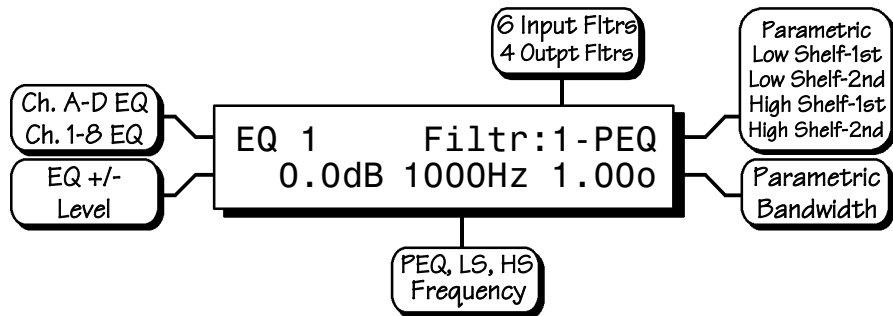 6 Input Fltrs
4 Outpt Fltrs
Parametric
Low Shelf-1st
Low Shelf-2nd
High Shelf-1st
High Shelf-2nd
Ch. A-D EQ
Ch. 1-8 EQ
EQ 1 Filtr:1-PEQ
0.0dB 1000Hz 1.00o
EQ +/-
Level
Parametric
Bandwidth
PEQ, LS, HS
Frequency